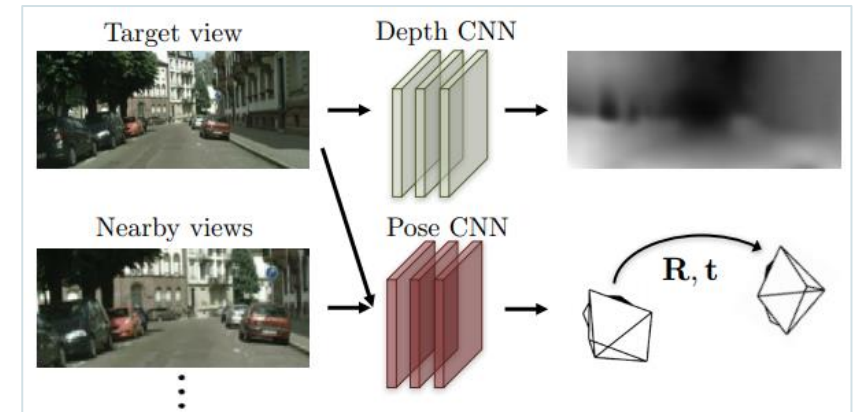 Target view
Depth CNN
Nearby views
Pose CNN
R, t